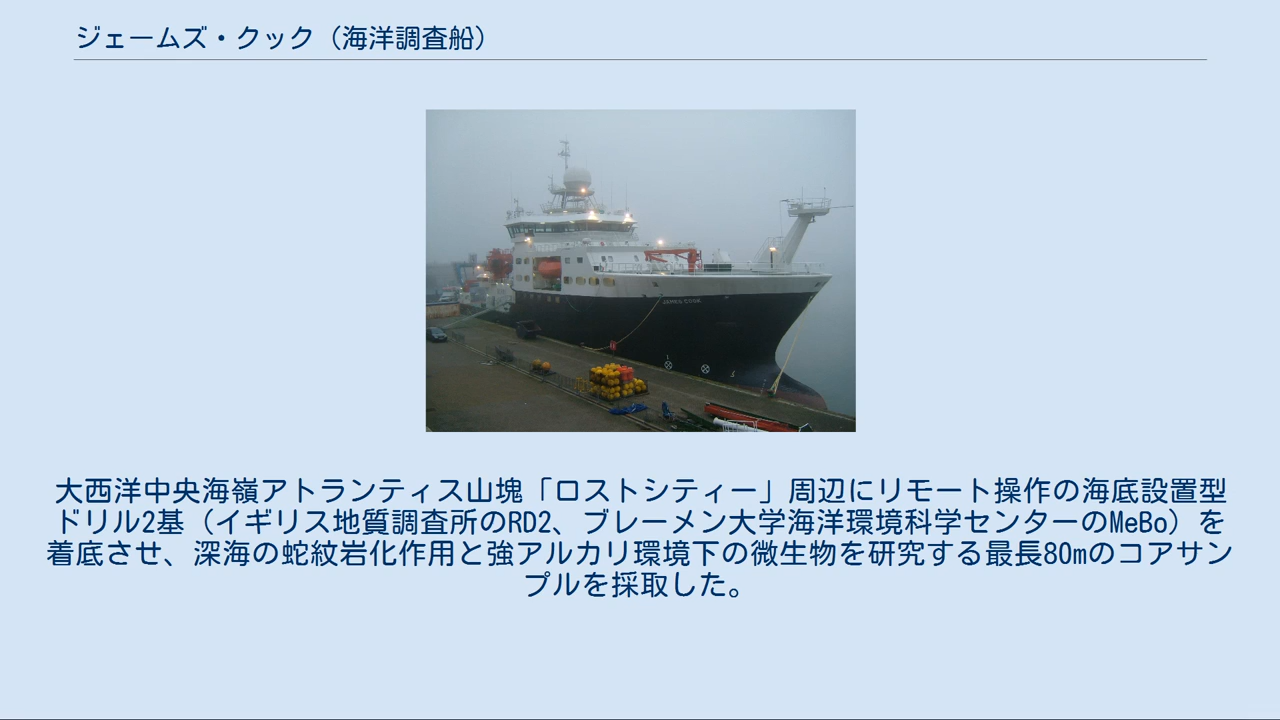 ジェームズ・クック（海洋調査船）
JAMES COOK
大西洋中央海嶺アトランティス山塊「ロストシティー」周辺にリモート操作の海底設置型
ドリル2基（イギリス地質調査所のRD2、ブレーメン大学海洋環境科学センターのMeBo）を
着底させ、深海の蛇紋岩化作用と強アルカリ環境下の微生物を研究する最長80mのコアサン
プルを採取した。